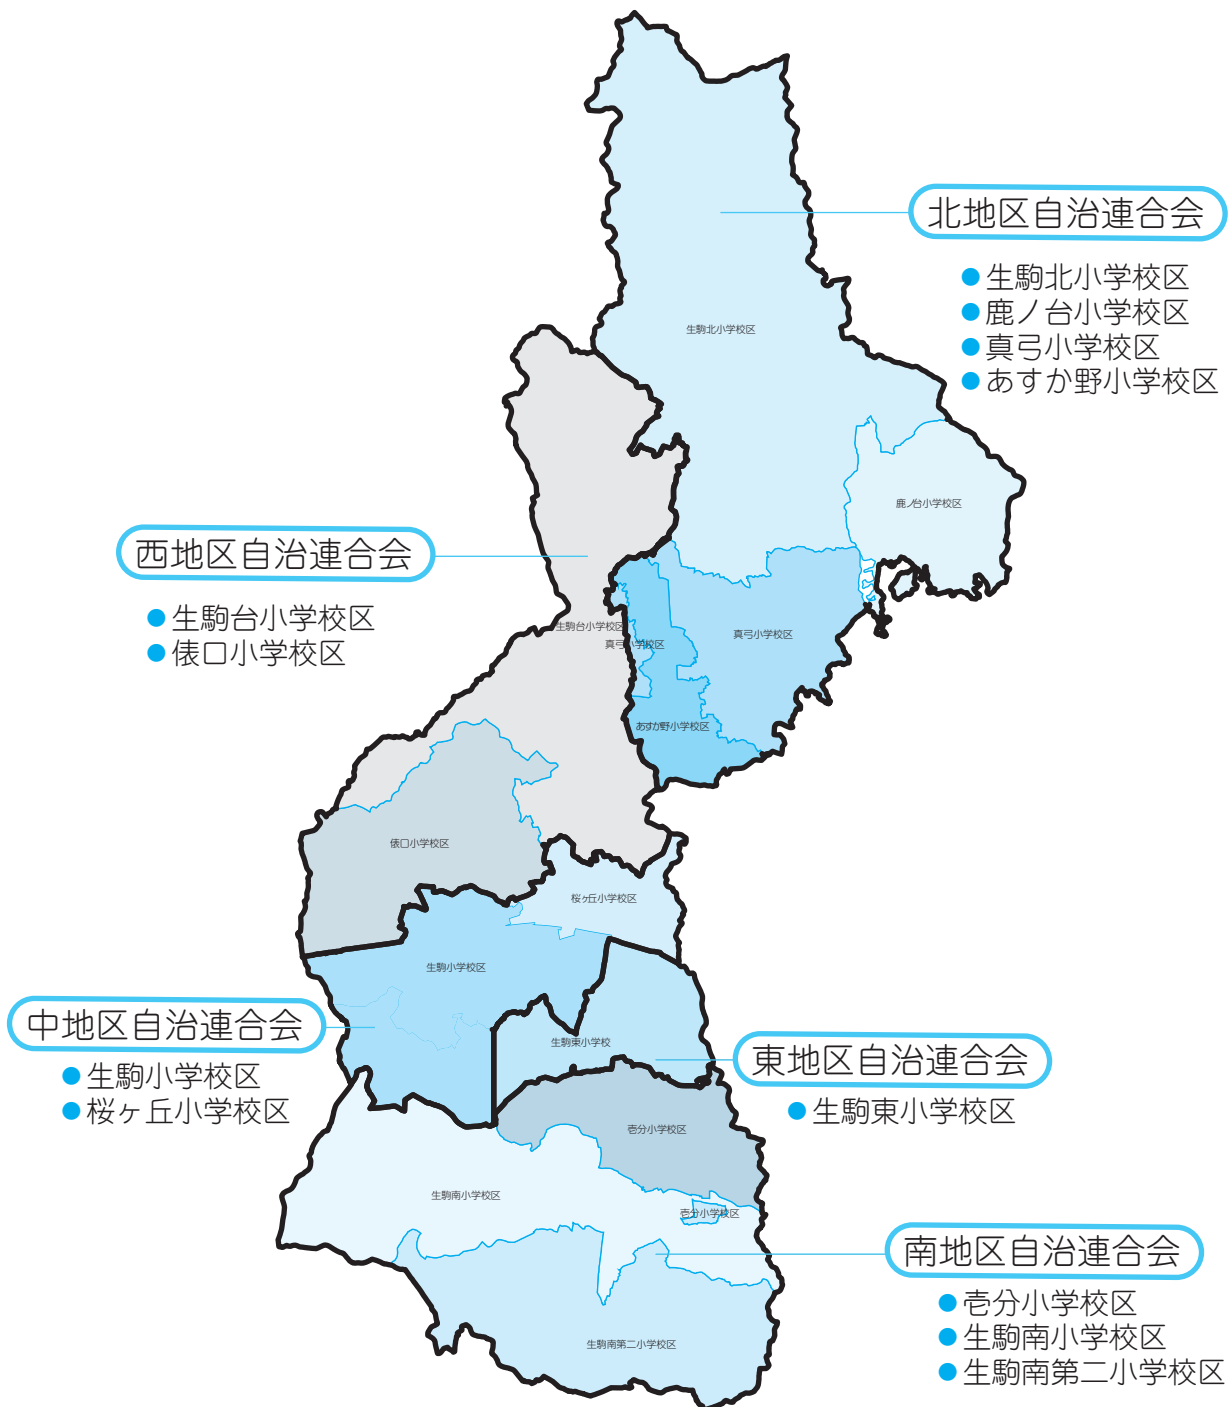 北地区自治連合会
生駒北小学校区
鹿ノ台小学校区
真弓小学校区
あすか野小学校区
生駒北小学校区
鹿ノ台小学校区
西地区自治連合会
生駒台小学校区
俵口小学校区
生駒台小学校区
真弓小学校区
真弓小学校区
あすか野小学校区
俵口小学校区
桜ヶ丘小学校区
生駒小学校区
中地区自治連合会
生駒小学校区
桜ヶ丘小学校区
生駒東小学校
東地区自治連合会
生駒東小学校区
壱分小学校区
生駒南小学校区
壱分小学校区
南地区自治連合会
壱分小学校区
生駒南小学校区
生駒南第二小学校区
生駒南第二小学校区